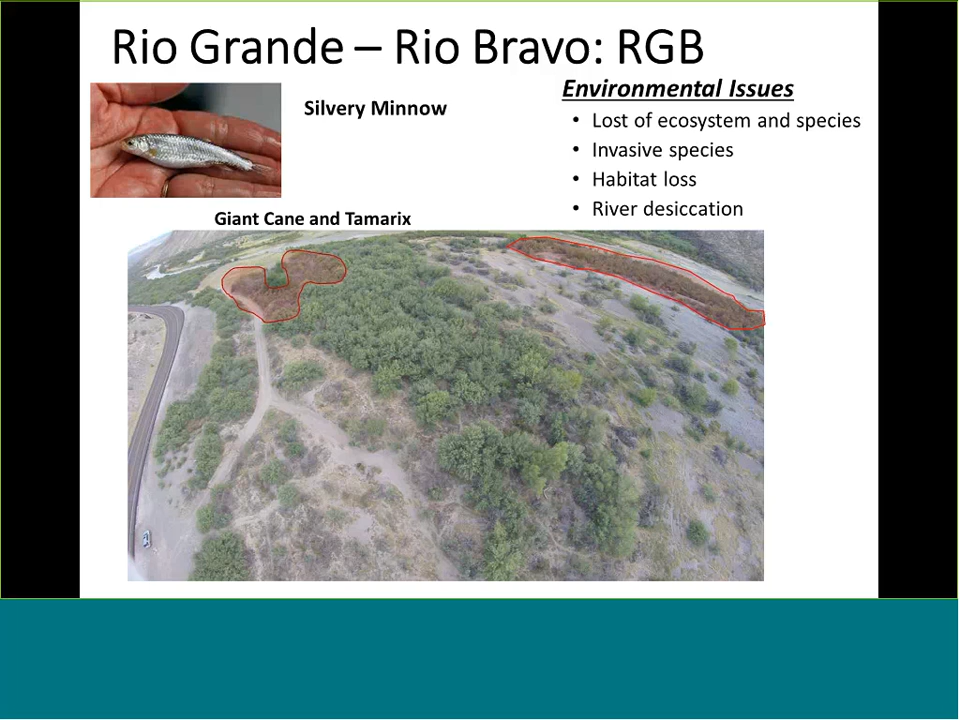 Rio Grande – Rio Bravo: RGB
Silvery Minnow
Environmental Issues
• Lost of ecosystem and species
• Invasive species
• Habitat loss
• River desiccation
Giant Cane and Tamarix